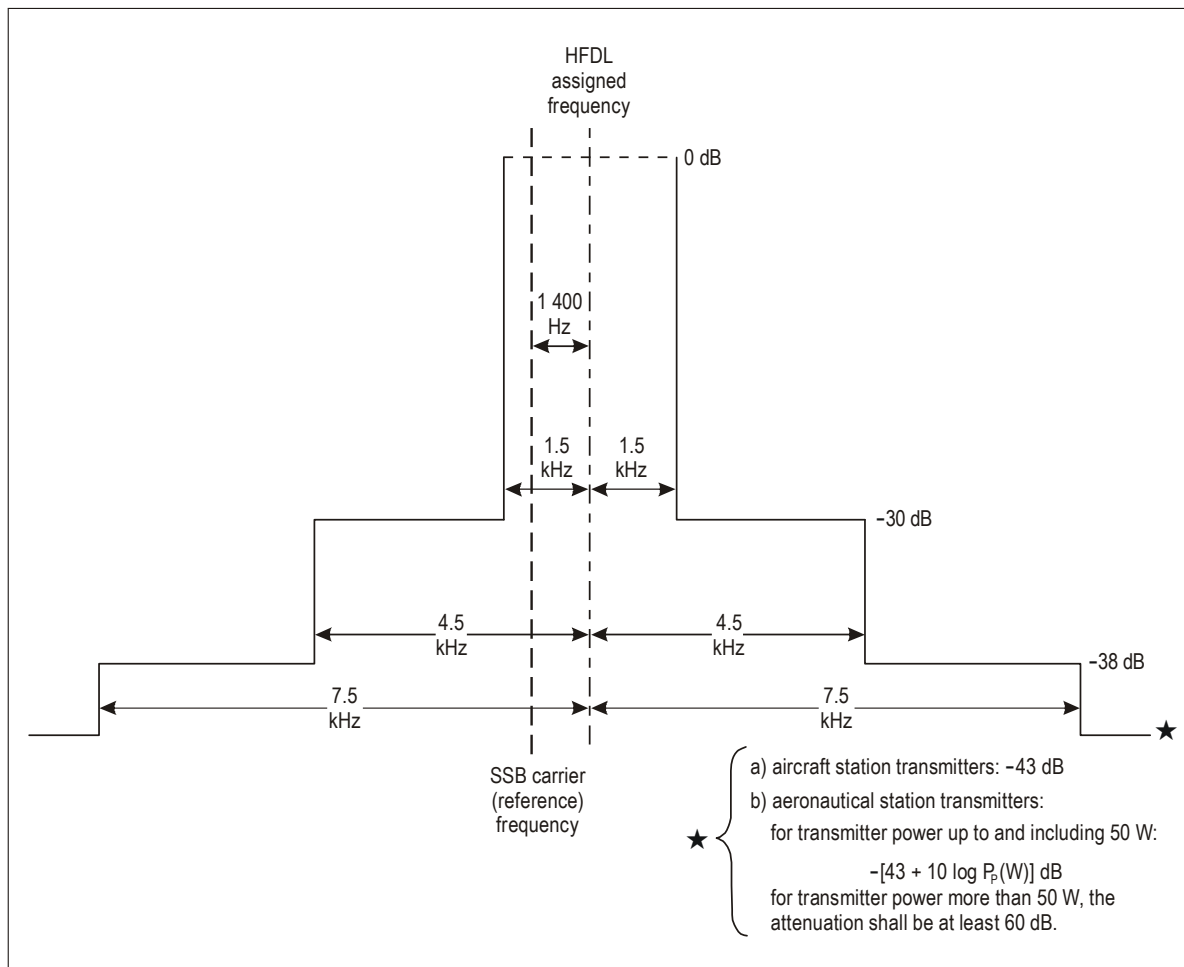 HFDL
assigned
frequency
0 dB
1 400
Hz
1.5
kHz
1.5
kHz
−30 dB
4.5
kHz
4.5
kHz
−38 dB
7.5
kHz
7.5
kHz
★
SSB carrier
(reference)
frequency
★
a) aircraft station transmitters: −43 dB
b) aeronautical station transmitters:
for transmitter power up to and including 50 W:
−[43 + 10 log Pₚ(W)] dB
for transmitter power more than 50 W, the
attenuation shall be at least 60 dB.